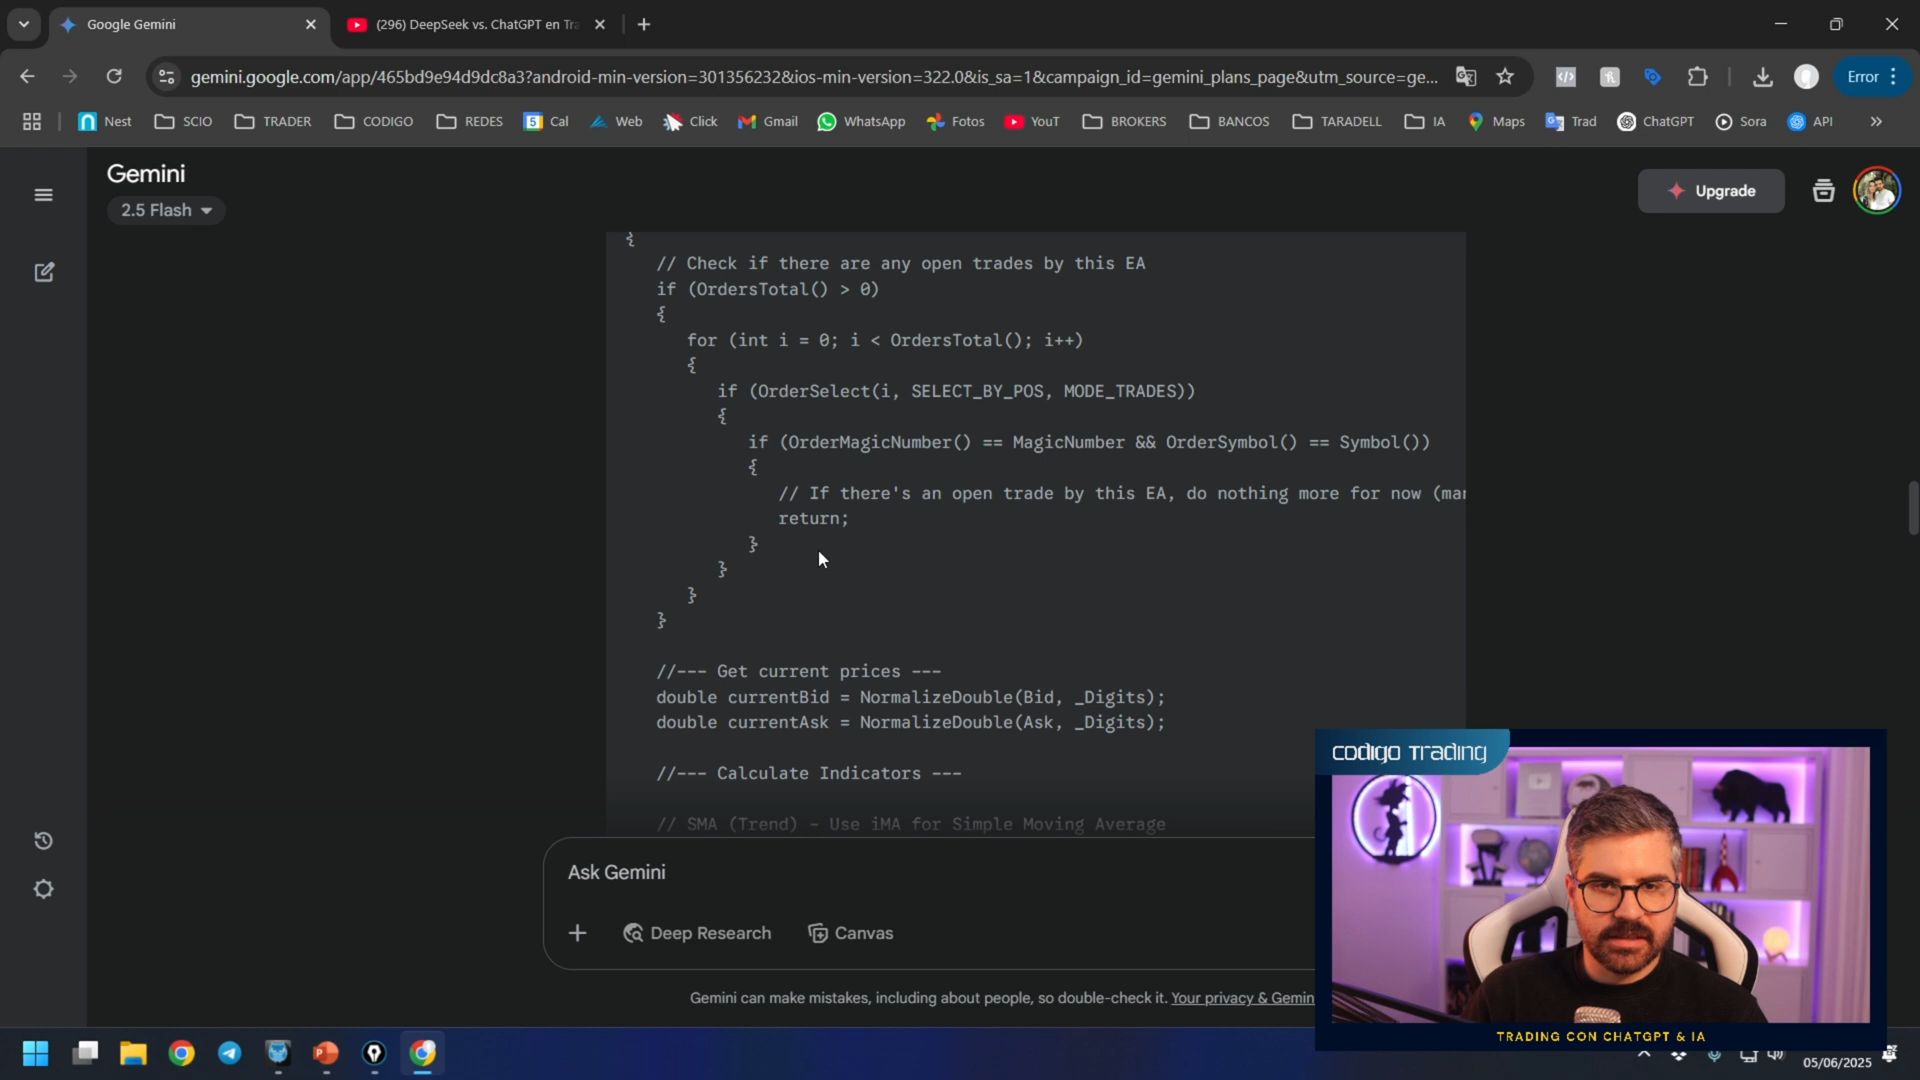 Google Gemini
(296) DeepSeek vs. ChatGPT en Tra
gemini.google.com/app/465bd9e94d9dc8a3?android-min-version=301356232&ios-min-version=322.0&is_sa=1&campaign_id=gemini_plans_page&utm_source=ge...
Error
Nest SCIO TRADER CODIGO REDES 5 Cal Web Click Gmail WhatsApp Fotos YouT BROKERS BANCOS TARADELL IA Maps Trad ChatGPT Sora API
Gemini
2.5 Flash
Upgrade
{
// Check if there are any open trades by this EA
if (OrdersTotal() > 0)
{
for (int i = 0; i < OrdersTotal(); i++)
{
if (OrderSelect(i, SELECT_BY_POS, MODE_TRADES))
{
if (OrderMagicNumber() == MagicNumber && OrderSymbol() == Symbol())
{
// If there's an open trade by this EA, do nothing more for now (mar
return;
}
}
}
}
//--- Get current prices ---
double currentBid = NormalizeDouble(Bid, _Digits);
double currentAsk = NormalizeDouble(Ask, _Digits);
//--- Calculate Indicators ---
// SMA (Trend) - Use iMA for Simple Moving Average
Ask Gemini
Deep Research
Canvas
Gemini can make mistakes, including about people, so double-check it. Your privacy & Gemin
codigo Trading
TRADING CON CHATGPT & IA
05/06/2025